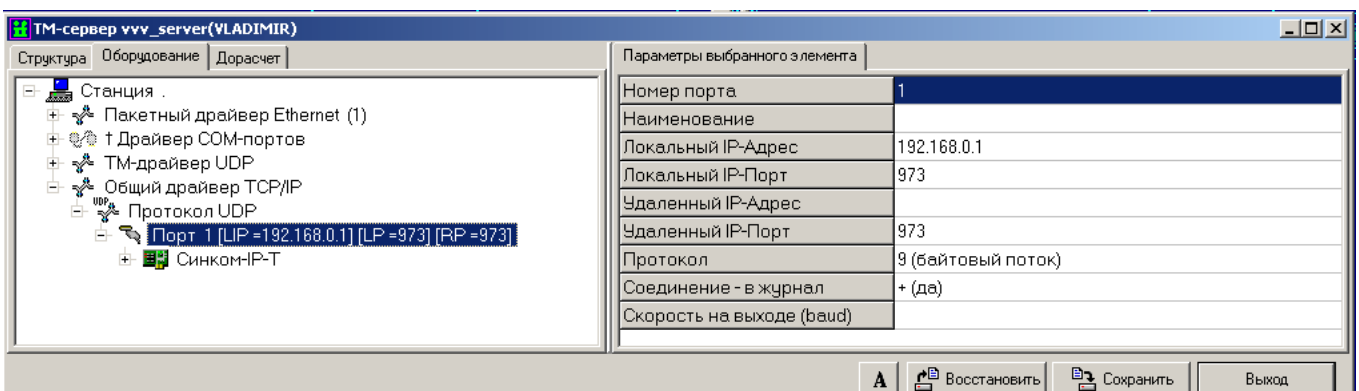 ТМ-сервер vvv_server(VLADIMIR)
Структура Оборудование Дорасчет
Станция .
Пакетный драйвер Ethernet (1)
† Драйвер COM-портов
ТМ-драйвер UDP
Общий драйвер TCP/IP
UDP
Протокол UDP
Порт 1 [LIP =192.168.0.1] [LP =973] [RP =973]
Синком-IP-Т
Параметры выбранного элемента
Номер порта 1
Наименование
Локальный IP-Адрес 192.168.0.1
Локальный IP-Порт 973
Удаленный IP-Адрес
Удаленный IP-Порт 973
Протокол 9 (байтовый поток)
Соединение - в журнал + (да)
Скорость на выходе (baud)
A Восстановить Сохранить Выход